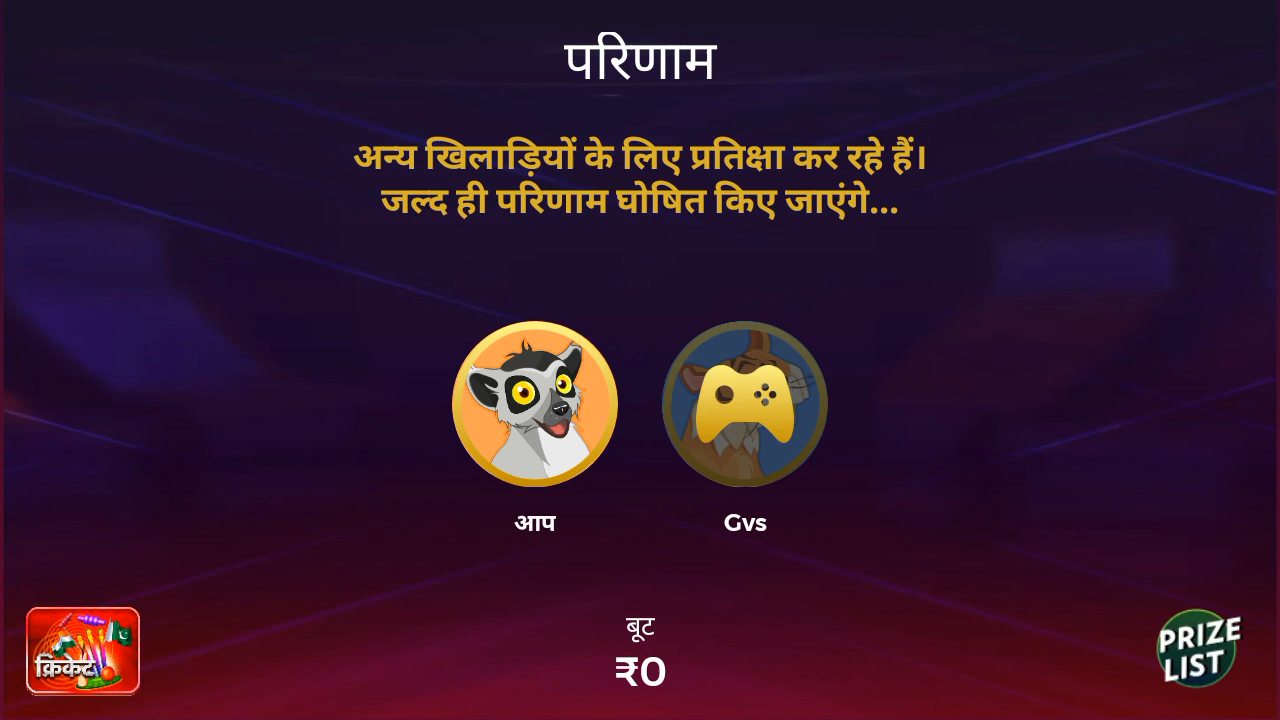 परिणाम
अन्य खिलाड़ियों के लिए प्रतिक्षा कर रहे हैं।
जल्द ही परिणाम घोषित किए जाएंगे...
आप
Gvs
क्रिकेट
बूट
₹0
PRIZE
LIST